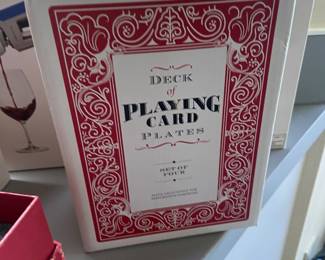 DECK
of
PLAYING
CARD
PLATES
SET OF
FOUR